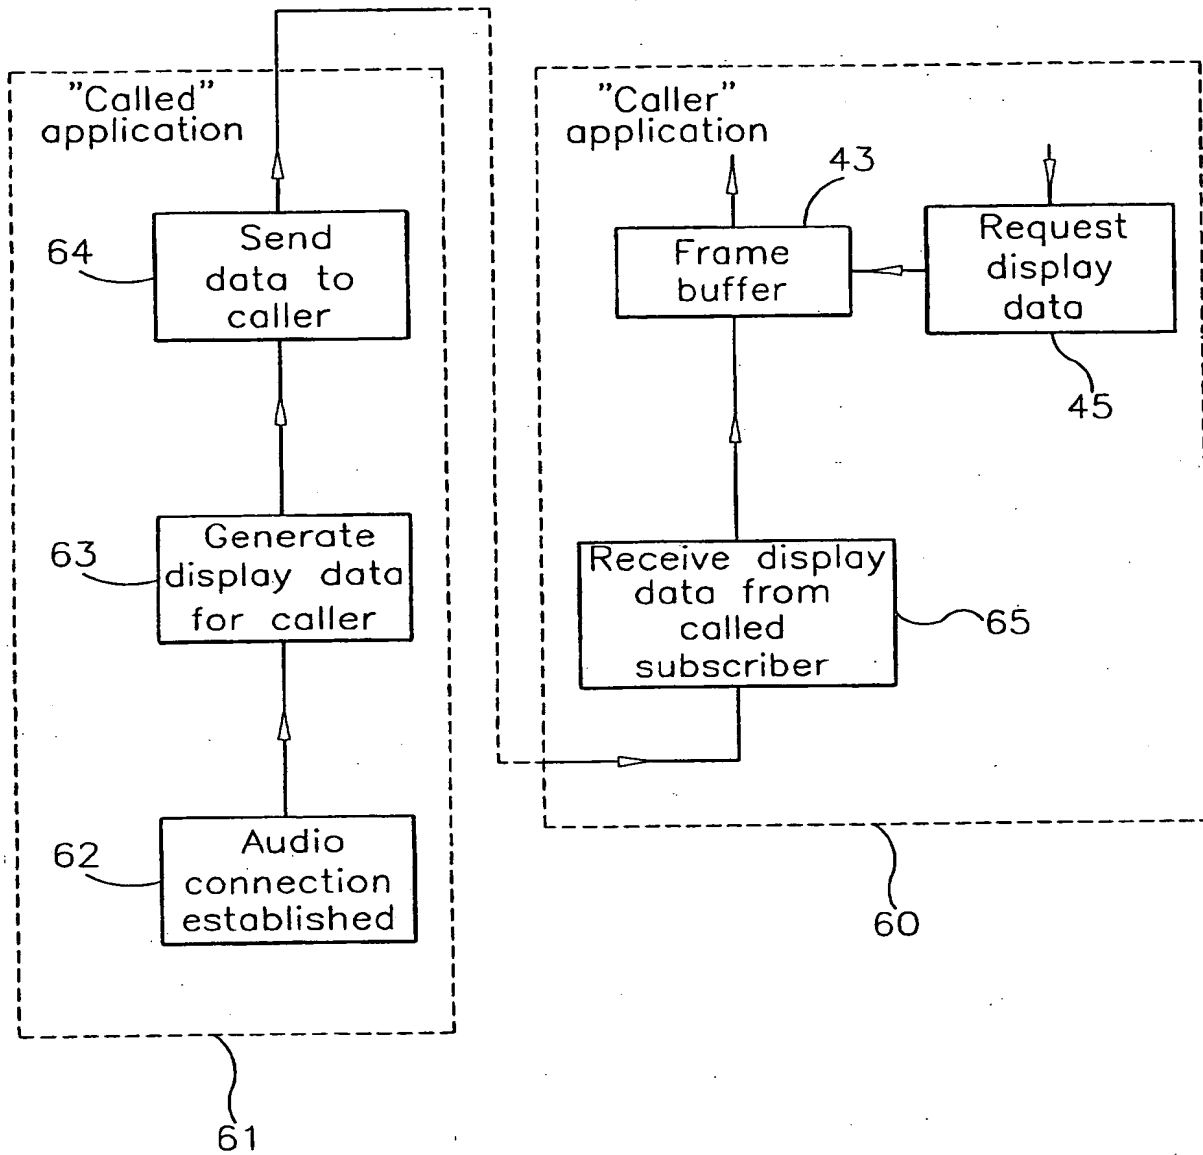 "Called"
application
64
Send
data to
caller
63
Generate
display data
for caller
62
Audio
connection
established
61
"Caller"
application
43
Frame
buffer
Request
display
data
45
Receive display
data from
called
subscriber
65
60